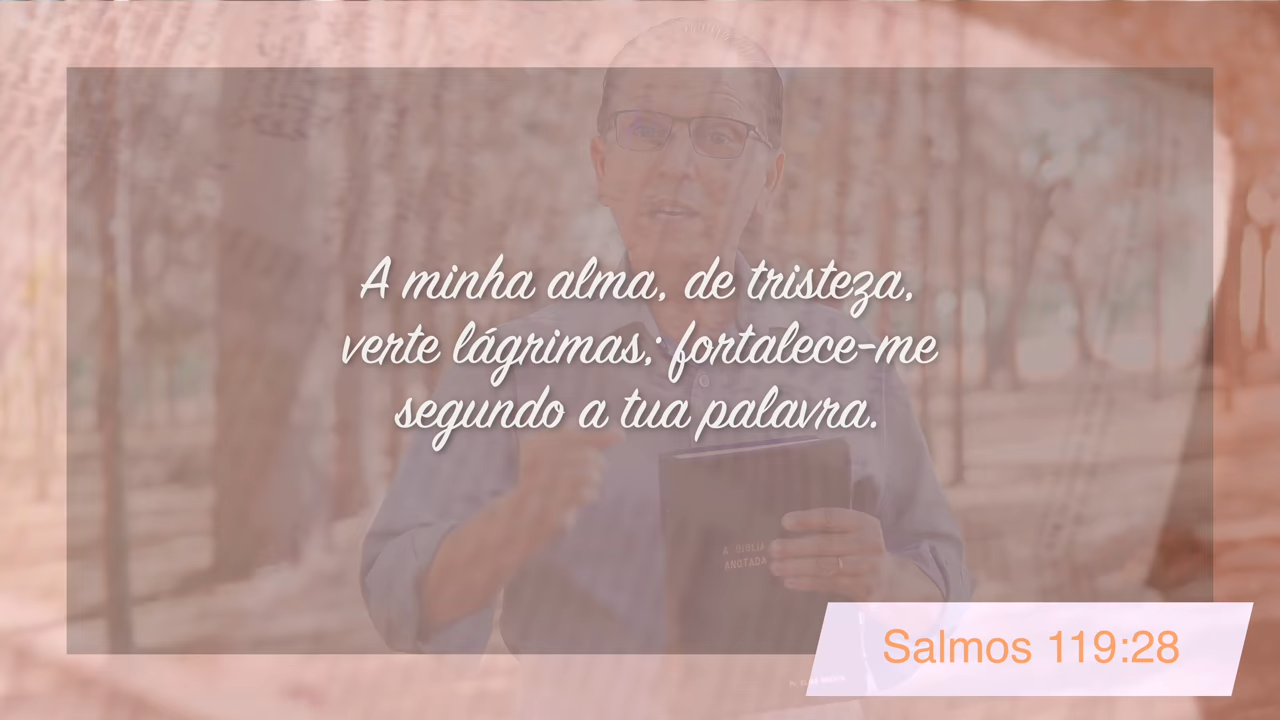 A minha alma, de tristeza,
verte lágrimas; fortalece-me
segundo a tua palavra.
A BÍBLIA
ANOTADA
Salmos 119:28